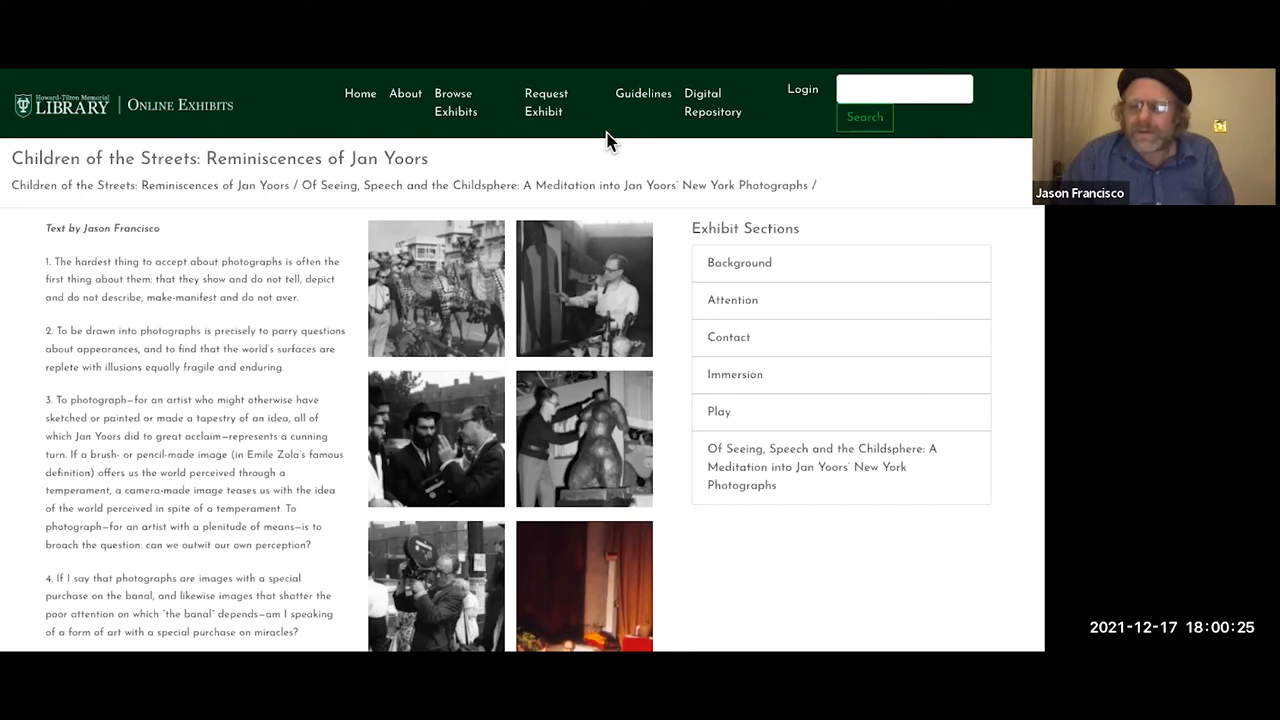 Howard-Tilton Memorial
LIBRARY
ONLINE EXHIBITS
Home
About
Browse
Exhibits
Request
Exhibit
Guidelines
Digital
Repository
Login
Search
Children of the Streets: Reminiscences of Jan Yoors
Children of the Streets: Reminiscences of Jan Yoors / Of Seeing, Speech and the Childsphere: A Meditation into Jan Yoors' New York Photographs /
Jason Francisco
Text by Jason Francisco
1. The hardest thing to accept about photographs is often the
first thing about them: that they show and do not tell, depict
and do not describe, make-manifest and do not aver.
2. To be drawn into photographs is precisely to parry questions
about appearances, and to find that the world's surfaces are
replete with illusions equally fragile and enduring.
3. To photograph—for an artist who might otherwise have
sketched or painted or made a tapestry of an idea, all of
which Jan Yoors did to great acclaim—represents a cunning
turn. If a brush- or pencil-made image (in Emile Zola's famous
definition) offers us the world perceived through a
temperament, a camera-made image teases us with the idea
of the world perceived in spite of a temperament. To
photograph—for an artist with a plenitude of means—is to
broach the question: can we outwit our own perception?
4. If I say that photographs are images with a special
purchase on the banal, and likewise images that shatter the
poor attention on which "the banal" depends—am I speaking
of a form of art with a special purchase on miracles?
Exhibit Sections
Background
Attention
Contact
Immersion
Play
Of Seeing, Speech and the Childsphere: A
Meditation into Jan Yoors' New York
Photographs
2021-12-17 18:00:25